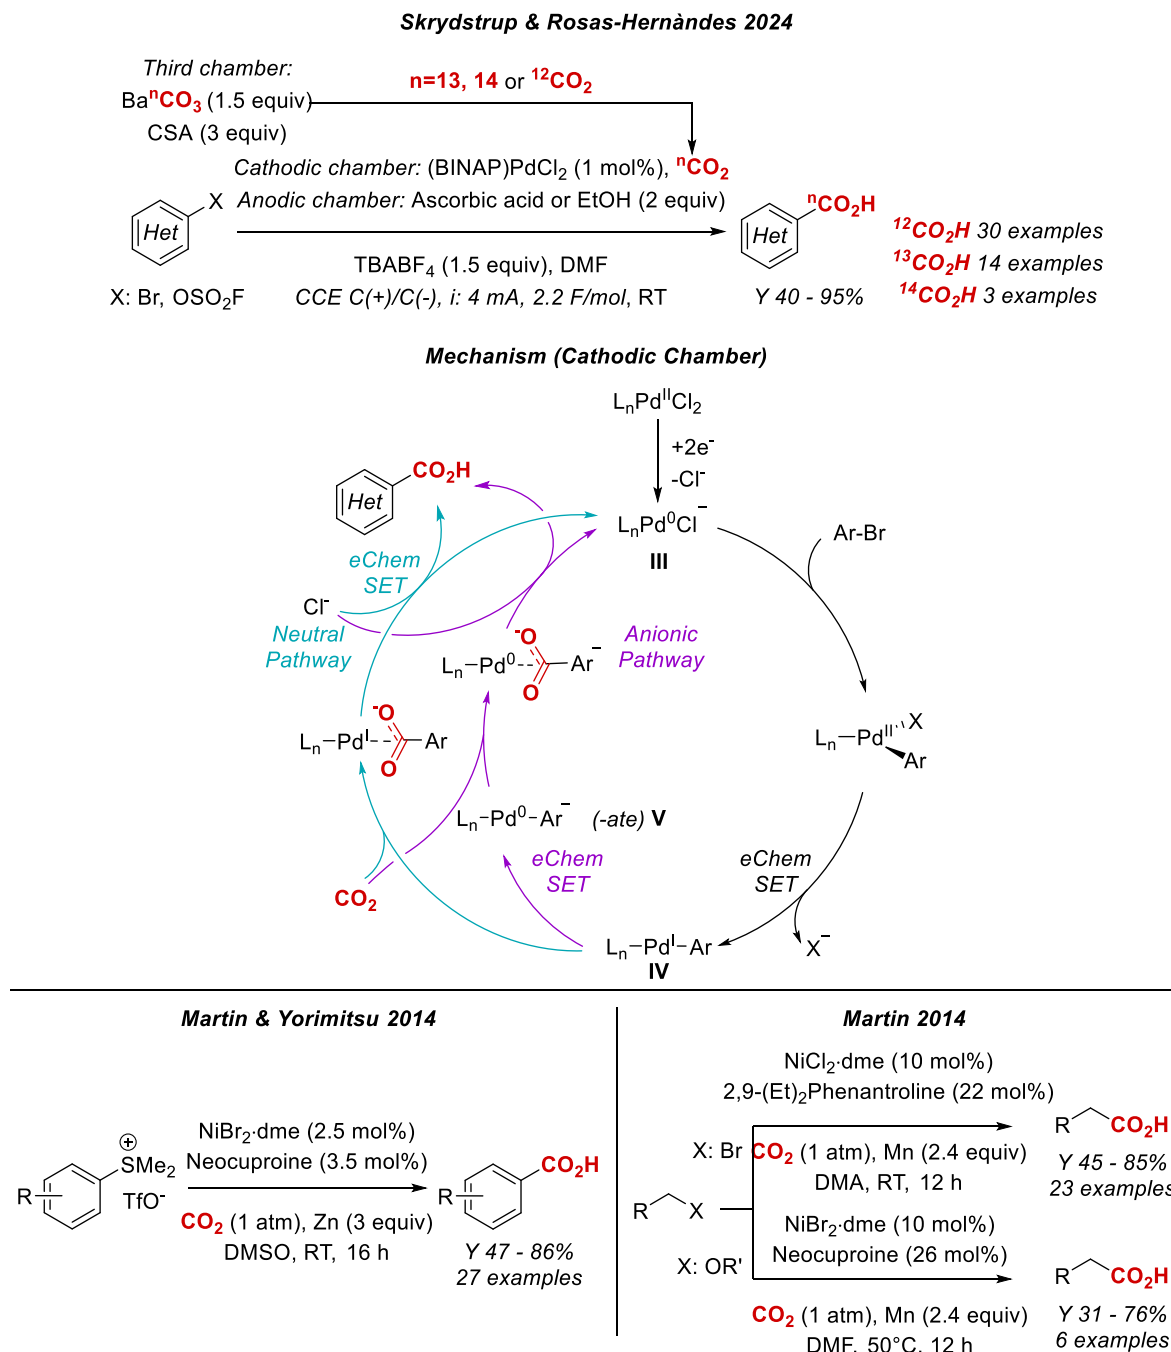 Skrydstrup & Rosas-Hernàndes 2024
Third chamber:
BaⁿCO₃ (1.5 equiv)
CSA (3 equiv)
n=13, 14 or ¹²CO₂
Cathodic chamber: (BINAP)PdCl₂ (1 mol%), ⁿCO₂
Anodic chamber: Ascorbic acid or EtOH (2 equiv)
Het
X
X: Br, OSO₂F
TBABF₄ (1.5 equiv), DMF
CCE C(+)/C(-), i: 4 mA, 2.2 F/mol, RT
Het
ⁿCO₂H
Y 40 - 95%
¹²CO₂H 30 examples
¹³CO₂H 14 examples
¹⁴CO₂H 3 examples
Mechanism (Cathodic Chamber)
LₙPdᴵᴵCl₂
+2e⁻
-Cl⁻
LₙPd⁰Cl⁻
III
Ar-Br
Het
CO₂H
eChem
SET
Cl⁻
Neutral
Pathway
Anionic
Pathway
⁻O
Lₙ Pd⁰ Ar⁻
O
⁻O
Lₙ Pdᴵ Ar
O
Lₙ Pdᴵᴵ X
Ar
Lₙ Pd⁰ Ar⁻ (-ate) V
eChem
SET
eChem
SET
CO₂
X⁻
Lₙ Pdᴵ Ar
IV
Martin & Yorimitsu 2014
R
⊕
SMe₂
TfO⁻
NiBr₂·dme (2.5 mol%)
Neocuproine (3.5 mol%)
CO₂ (1 atm), Zn (3 equiv)
DMSO, RT, 16 h
R
CO₂H
Y 47 - 86%
27 examples
Martin 2014
NiCl₂·dme (10 mol%)
2,9-(Et)₂Phenantroline (22 mol%)
X: Br
CO₂ (1 atm), Mn (2.4 equiv)
DMA, RT, 12 h
R CO₂H
Y 45 - 85%
23 examples
R X
X: OR'
NiBr₂·dme (10 mol%)
Neocuproine (26 mol%)
CO₂ (1 atm), Mn (2.4 equiv)
DMF, 50°C, 12 h
R CO₂H
Y 31 - 76%
6 examples